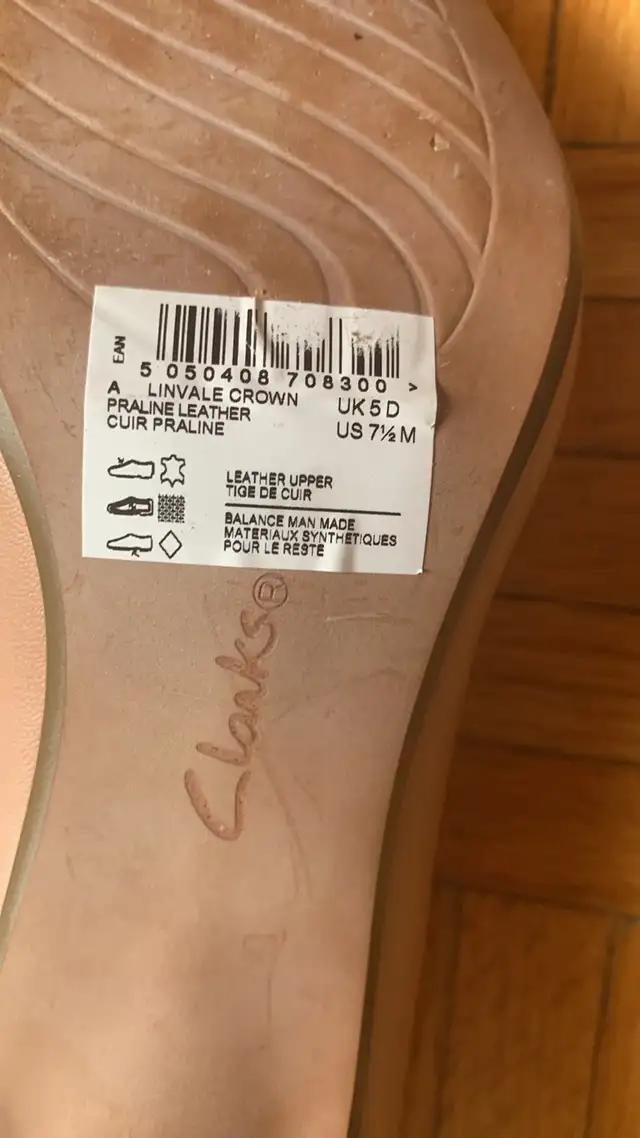 EAN
5 050408 708300 >
A LINVALE CROWN UK 5 D
PRALINE LEATHER
CUIR PRALINE US 7½ M
LEATHER UPPER
TIGE DE CUIR
BALANCE MAN MADE
MATERIAUX SYNTHETIQUES
POUR LE RESTE
Clarks®